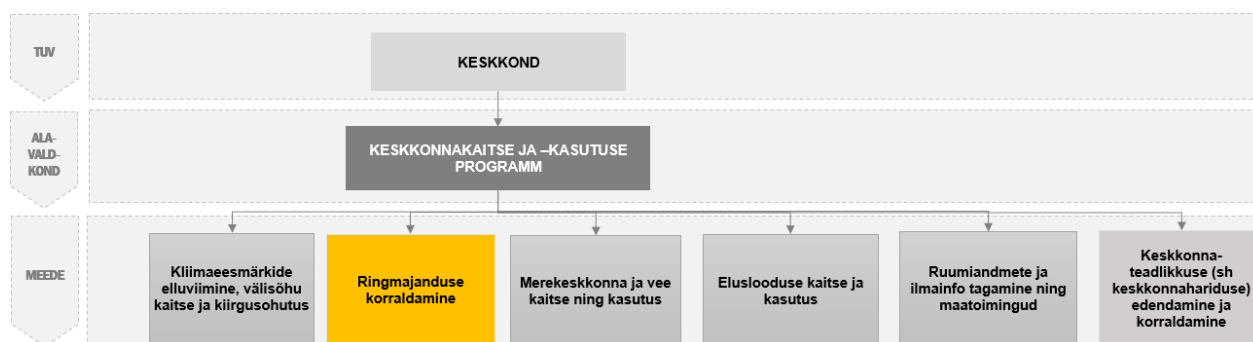 TUV
KESKKOND
ALA-
VALD-
KOND
KESKKONNAKAITSE JA –KASUTUSE
PROGRAMM
MEEDE
Kliimaeesmärkide
elluviimine, välisõhu
kaitse ja kiirgusohutus
Ringmajanduse
korraldamine
Merekeskkonna ja vee
kaitse ning kasutus
Eluslooduse kaitse ja
kasutus
Ruumiandmete ja
ilmainfo tagamine ning
maatoimingud
Keskkonna-
teadlikkuse (sh
keskkonnahariduse)
edendamine ja
korraldamine